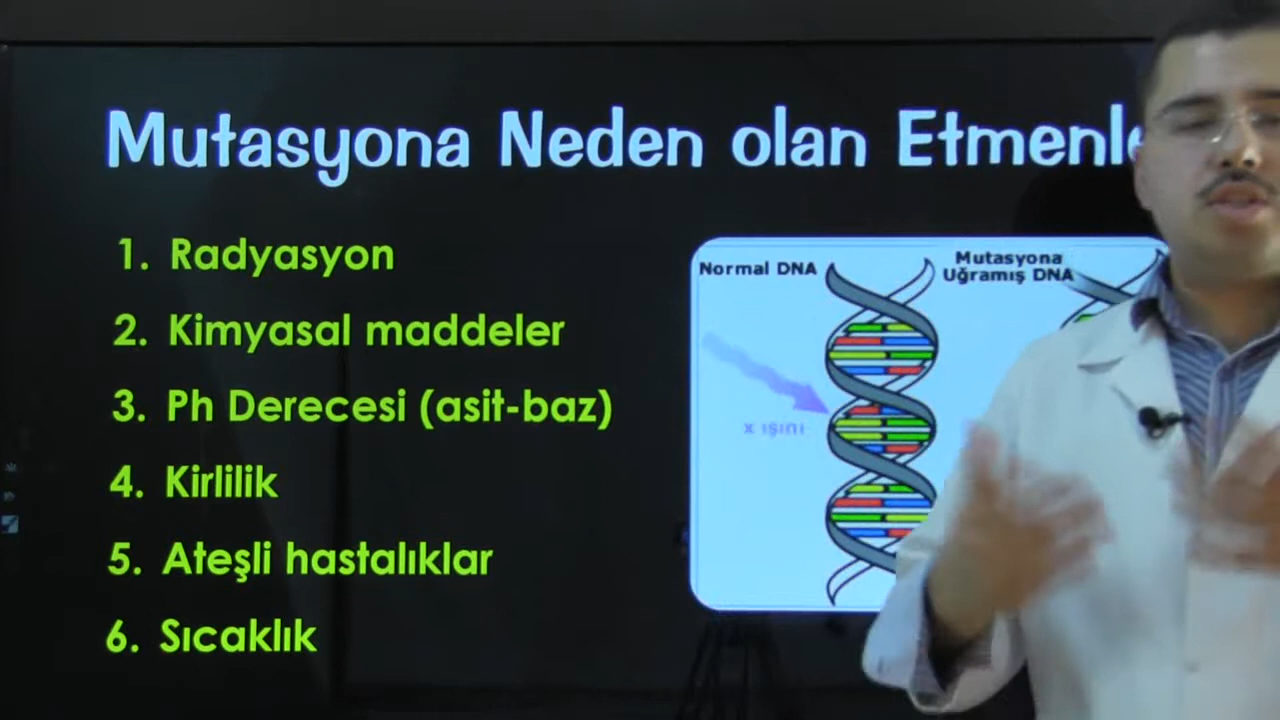 Mutasyona Neden olan
1. Radyasyon
2. Kimyasal maddeler
3. Ph Derecesi (asit-baz)
4. Kirlilik
5. Ateşli hastalıklar
6. Sıcaklık
Normal DNA
Mutasyona
Uğramış DNA
x ışını